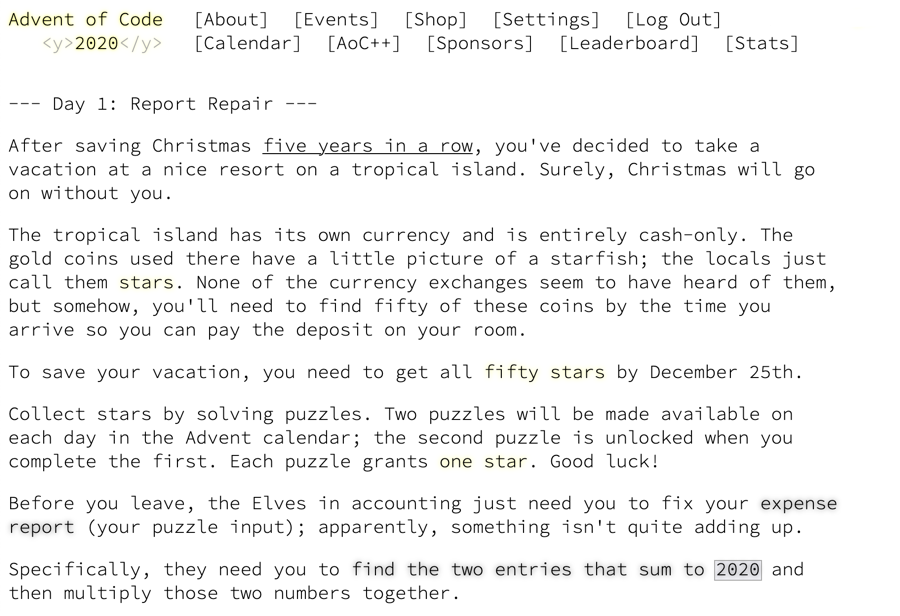 Advent of Code [About] [Events] [Shop] [Settings] [Log Out]
<y>2020</y> [Calendar] [AoC++] [Sponsors] [Leaderboard] [Stats]
--- Day 1: Report Repair ---
After saving Christmas five years in a row, you've decided to take a
vacation at a nice resort on a tropical island. Surely, Christmas will go
on without you.
The tropical island has its own currency and is entirely cash-only. The
gold coins used there have a little picture of a starfish; the locals just
call them stars. None of the currency exchanges seem to have heard of them,
but somehow, you'll need to find fifty of these coins by the time you
arrive so you can pay the deposit on your room.
To save your vacation, you need to get all fifty stars by December 25th.
Collect stars by solving puzzles. Two puzzles will be made available on
each day in the Advent calendar; the second puzzle is unlocked when you
complete the first. Each puzzle grants one star. Good luck!
Before you leave, the Elves in accounting just need you to fix your expense
report (your puzzle input); apparently, something isn't quite adding up.
Specifically, they need you to find the two entries that sum to 2020 and
then multiply those two numbers together.